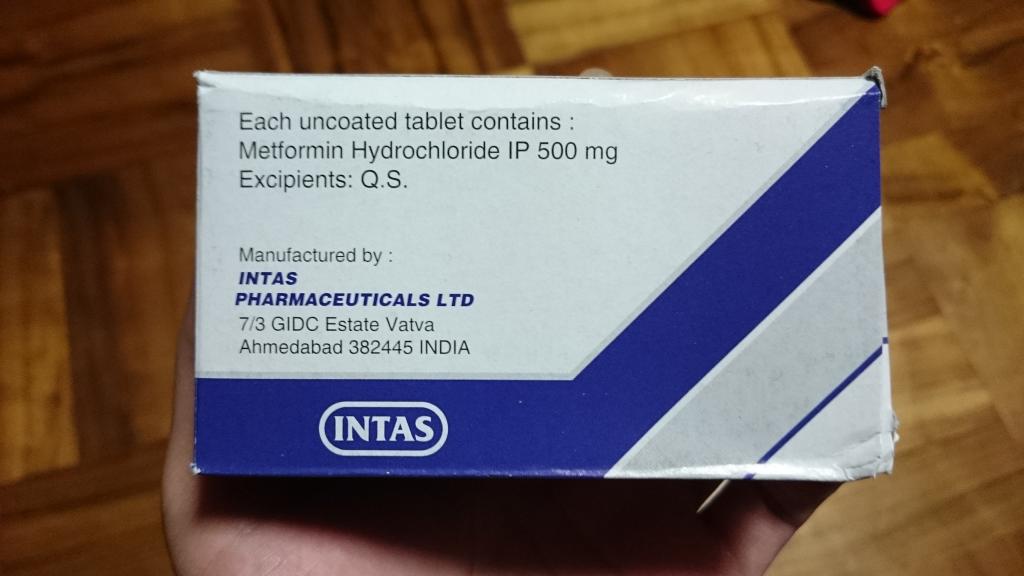 Each uncoated tablet contains :
Metformin Hydrochloride IP 500 mg
Excipients: Q.S.
Manufactured by :
INTAS
PHARMACEUTICALS LTD
7/3 GIDC Estate Vatva
Ahmedabad 382445 INDIA
INTAS